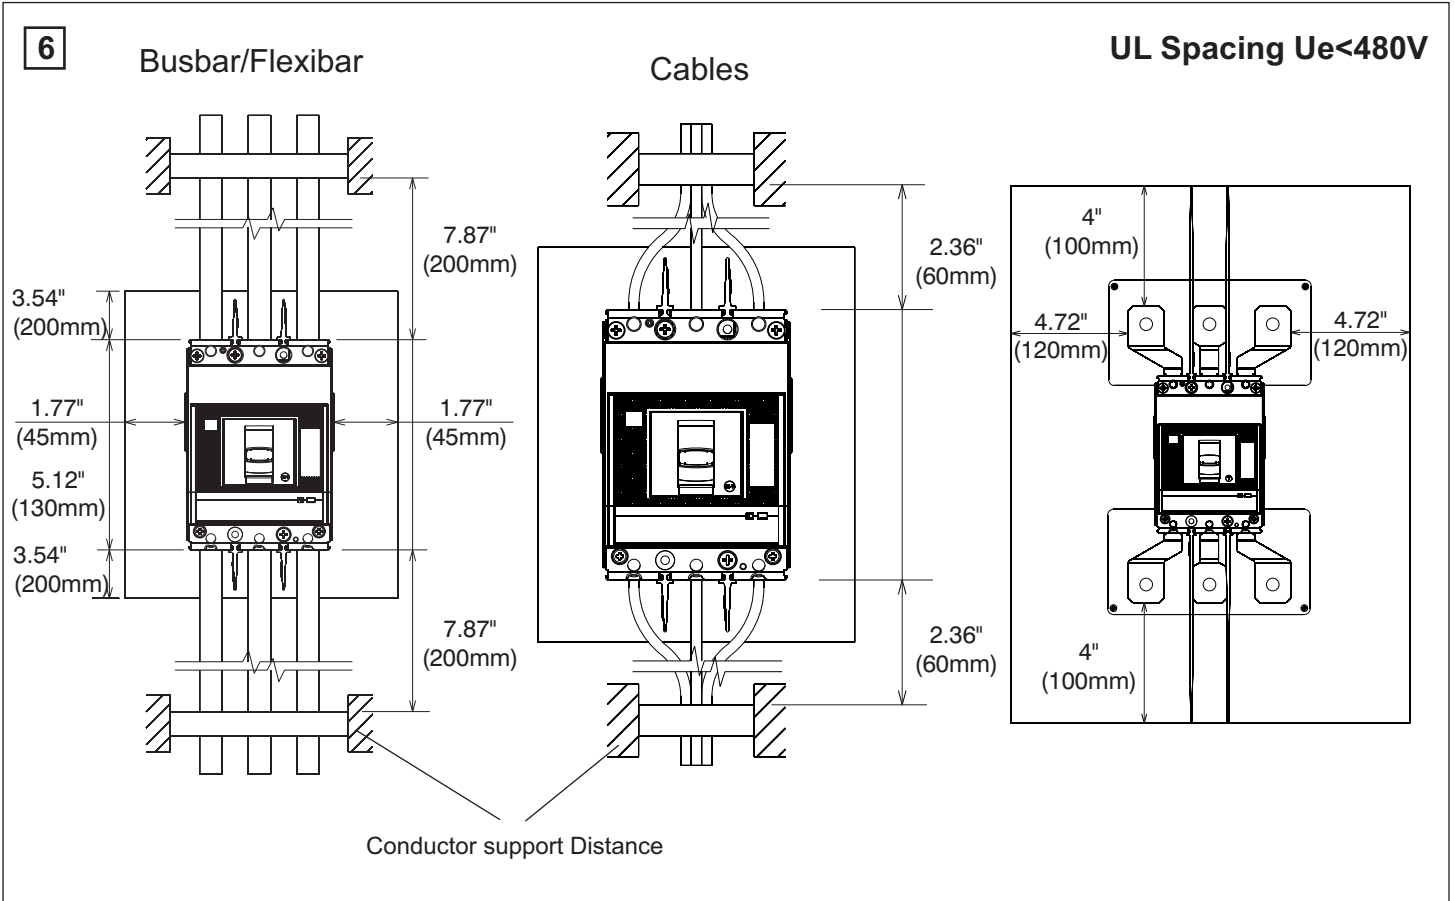 6
Busbar/Flexibar
Cables
UL Spacing Ue<480V
7.87"
(200mm)
3.54"
(200mm)
1.77"
(45mm)
1.77"
(45mm)
5.12"
(130mm)
3.54"
(200mm)
7.87"
(200mm)
2.36"
(60mm)
2.36"
(60mm)
4"
(100mm)
4.72"
(120mm)
4.72"
(120mm)
4"
(100mm)
Conductor support Distance